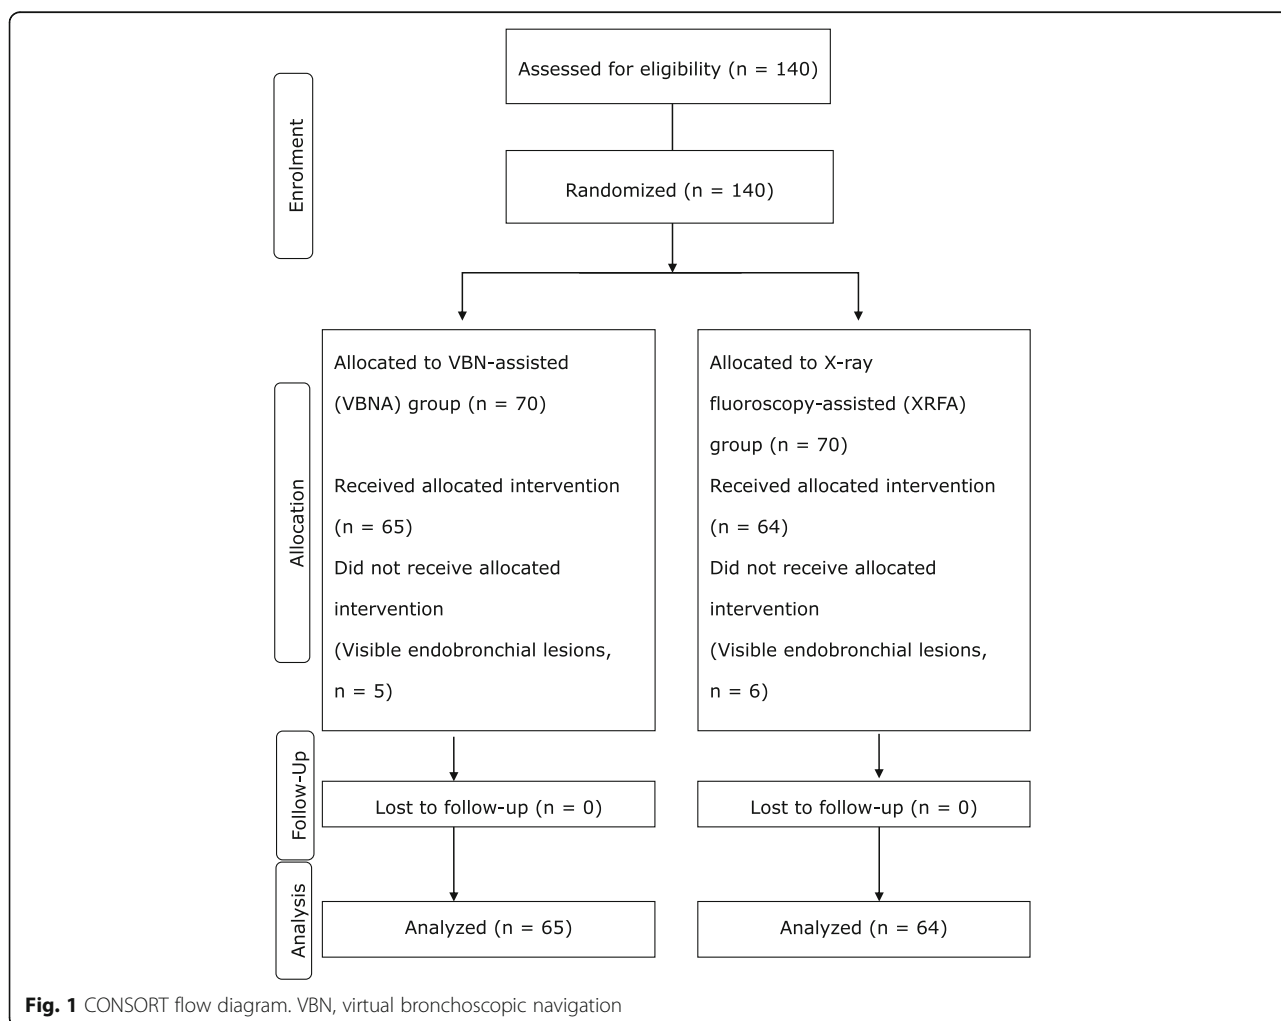 Enrolment
Assessed for eligibility (n = 140)
Randomized (n = 140)
Allocation
Allocated to VBN-assisted
(VBNA) group (n = 70)
Received allocated intervention
(n = 65)
Did not receive allocated
intervention
(Visible endobronchial lesions,
n = 5)
Allocated to X-ray
fluoroscopy-assisted (XRFA)
group (n = 70)
Received allocated intervention
(n = 64)
Did not receive allocated
intervention
(Visible endobronchial lesions,
n = 6)
Follow-Up
Lost to follow-up (n = 0)
Lost to follow-up (n = 0)
Analysis
Analyzed (n = 65)
Analyzed (n = 64)
Fig. 1 CONSORT flow diagram. VBN, virtual bronchoscopic navigation